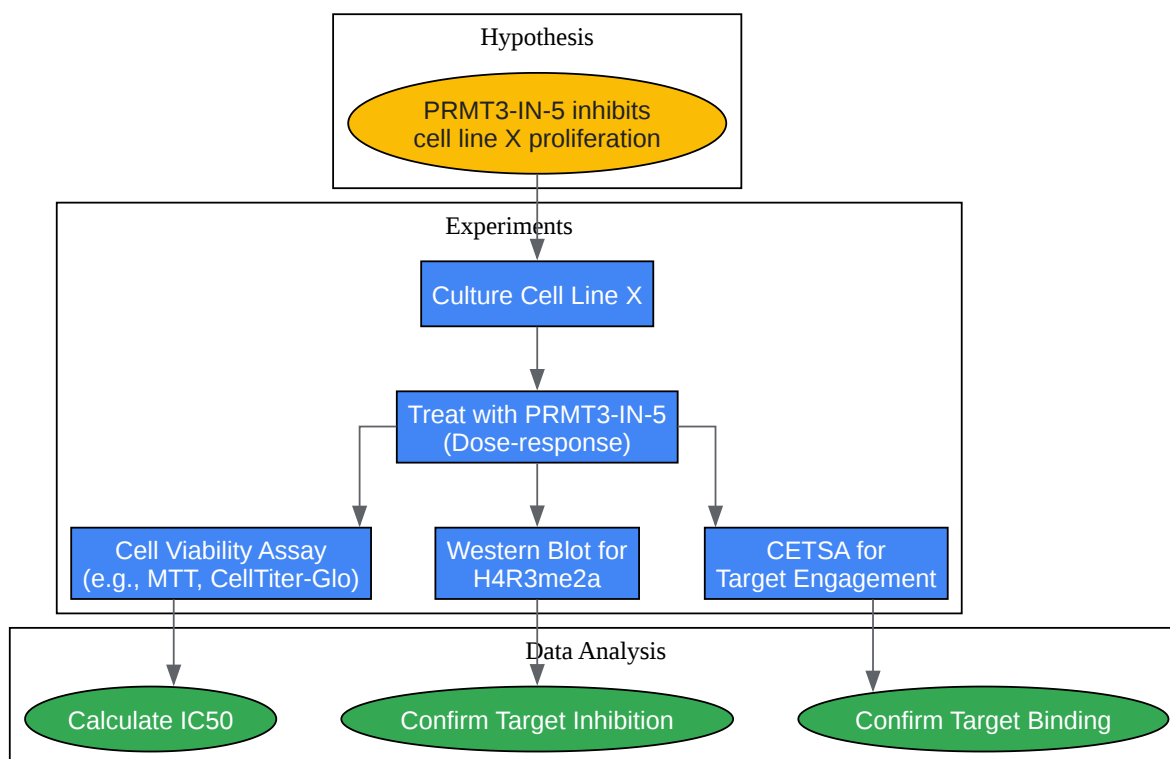 Hypothesis
PRMT3-IN-5 inhibits
cell line X proliferation
Experiments
Culture Cell Line X
Treat with PRMT3-IN-5
(Dose-response)
Cell Viability Assay
(e.g., MTT, CellTiter-Glo)
Western Blot for
H4R3me2a
CETSA for
Target Engagement
Data Analysis
Calculate IC50
Confirm Target Inhibition
Confirm Target Binding